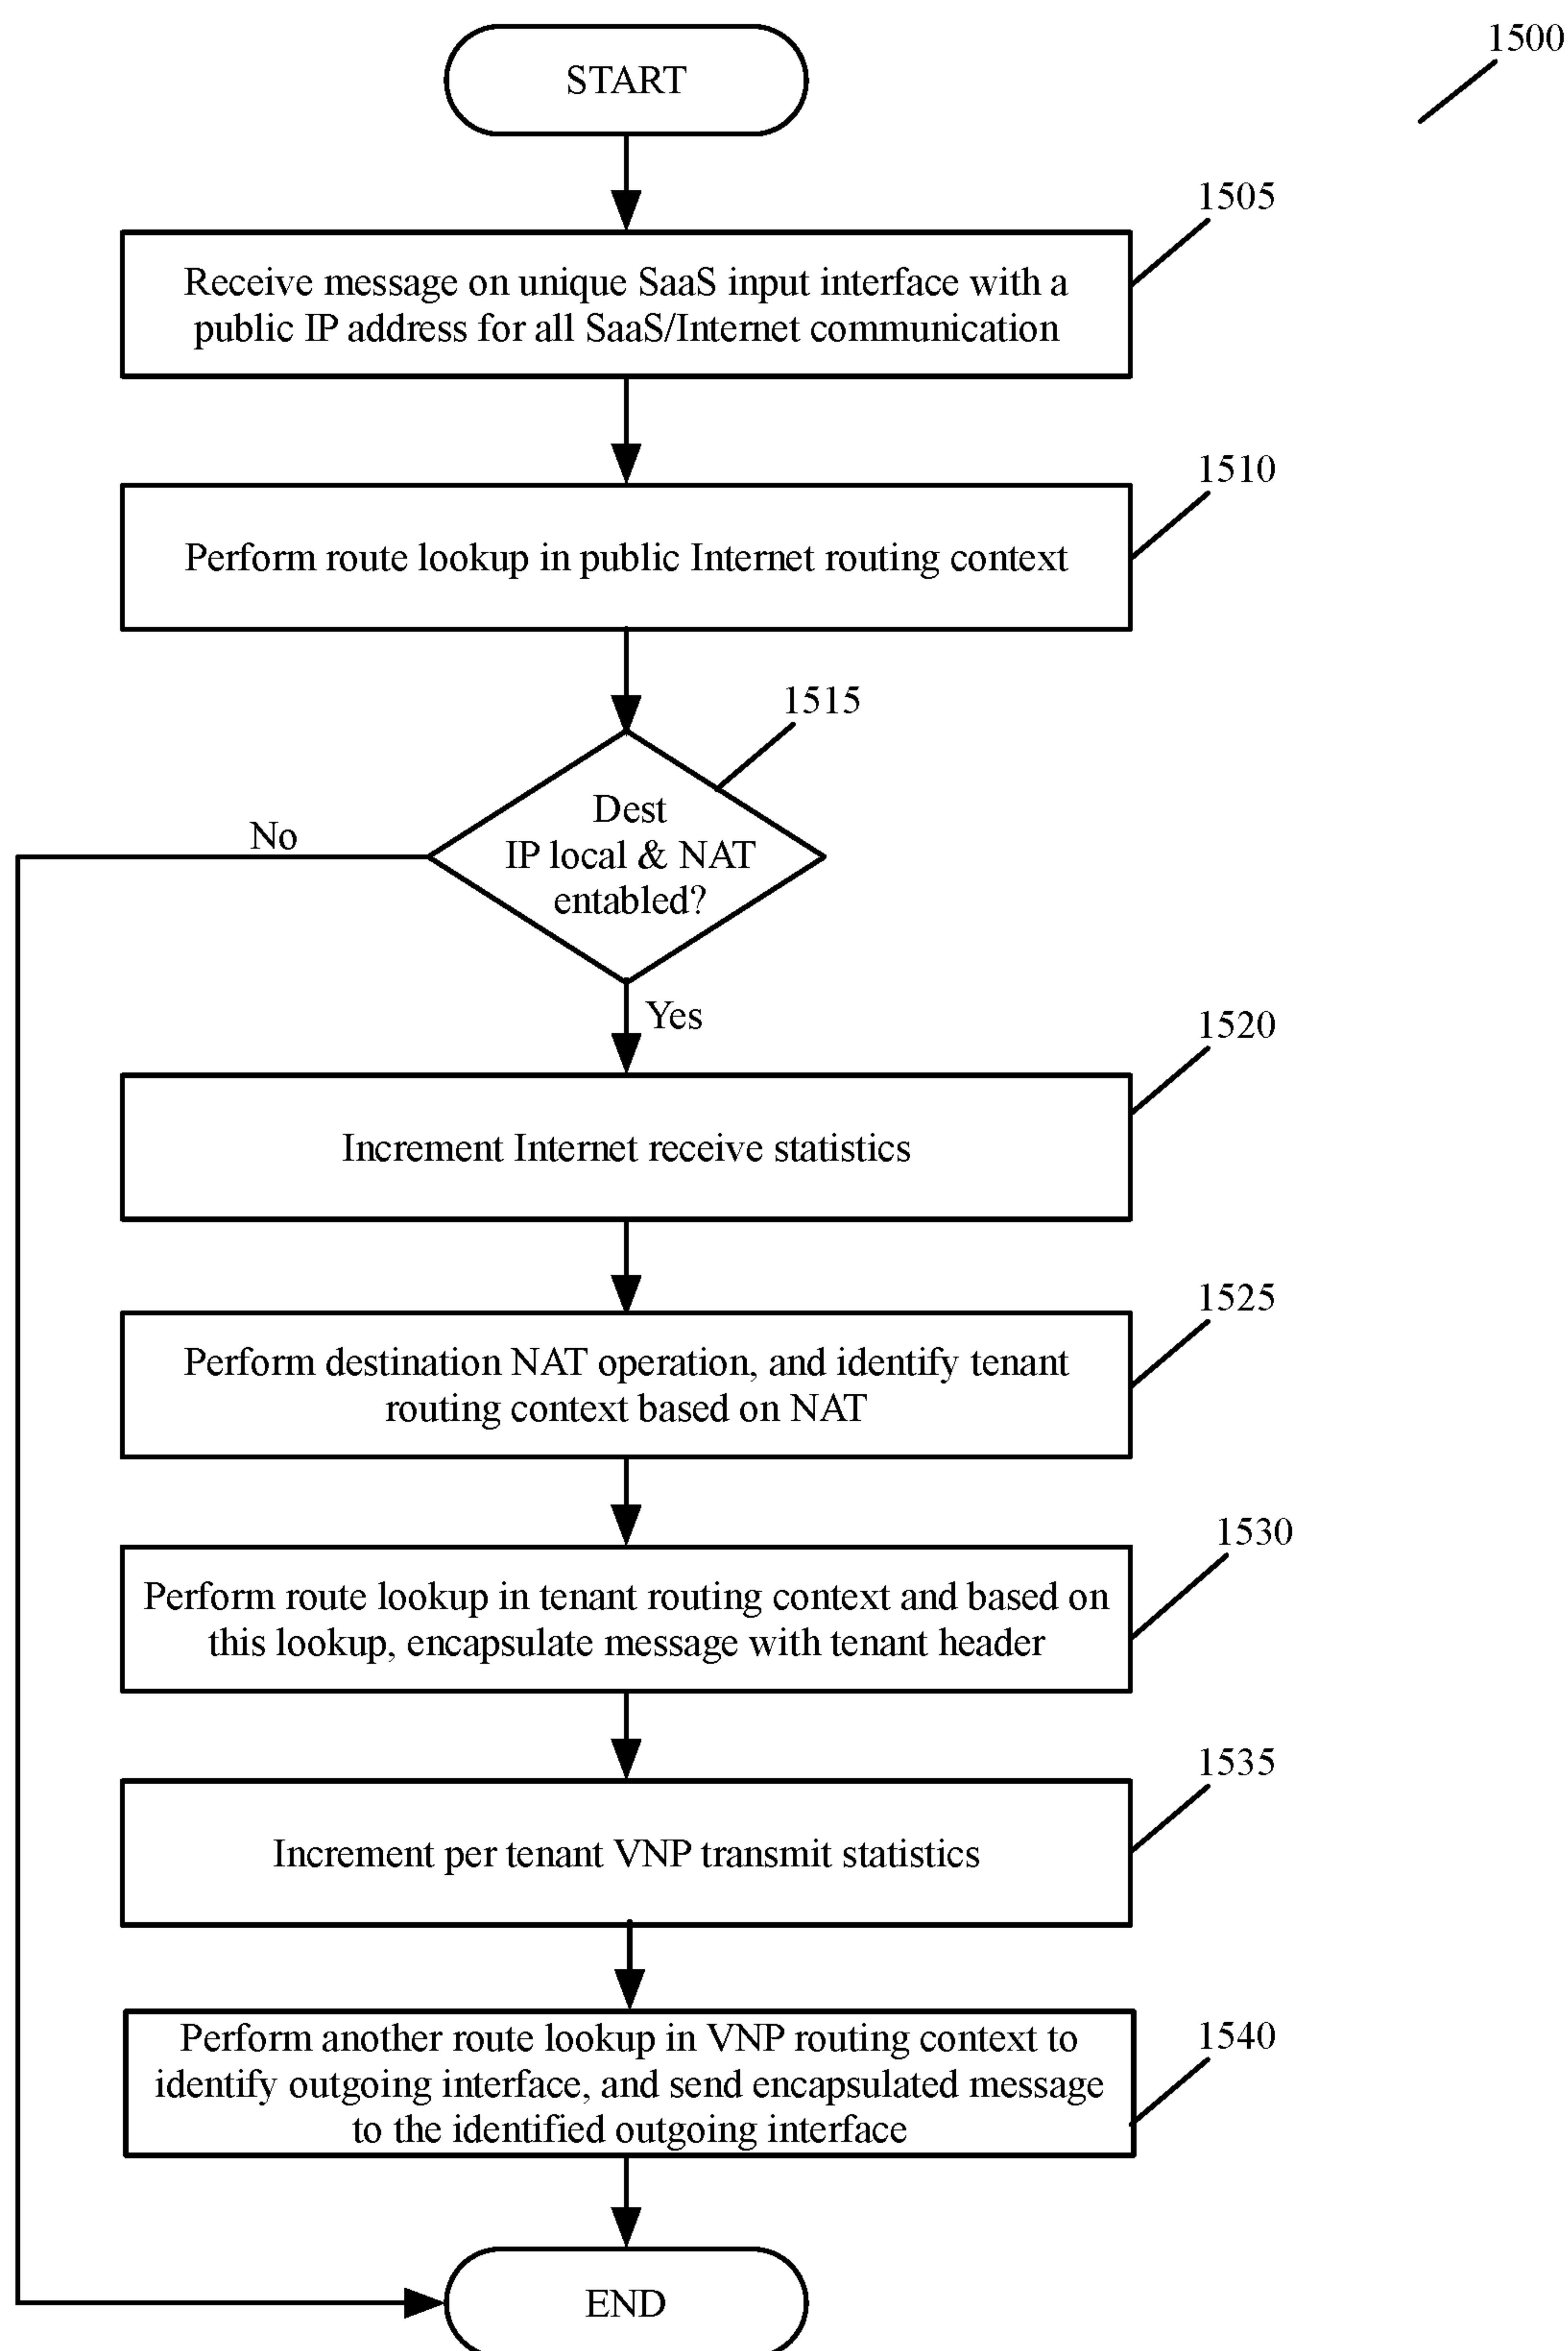 1500
START
1505
Receive message on unique SaaS input interface with a
public IP address for all SaaS/Internet communication
1510
Perform route lookup in public Internet routing context
1515
Dest
IP local & NAT
entabled?
No
Yes
1520
Increment Internet receive statistics
1525
Perform destination NAT operation, and identify tenant
routing context based on NAT
1530
Perform route lookup in tenant routing context and based on
this lookup, encapsulate message with tenant header
1535
Increment per tenant VNP transmit statistics
1540
Perform another route lookup in VNP routing context to
identify outgoing interface, and send encapsulated message
to the identified outgoing interface
END